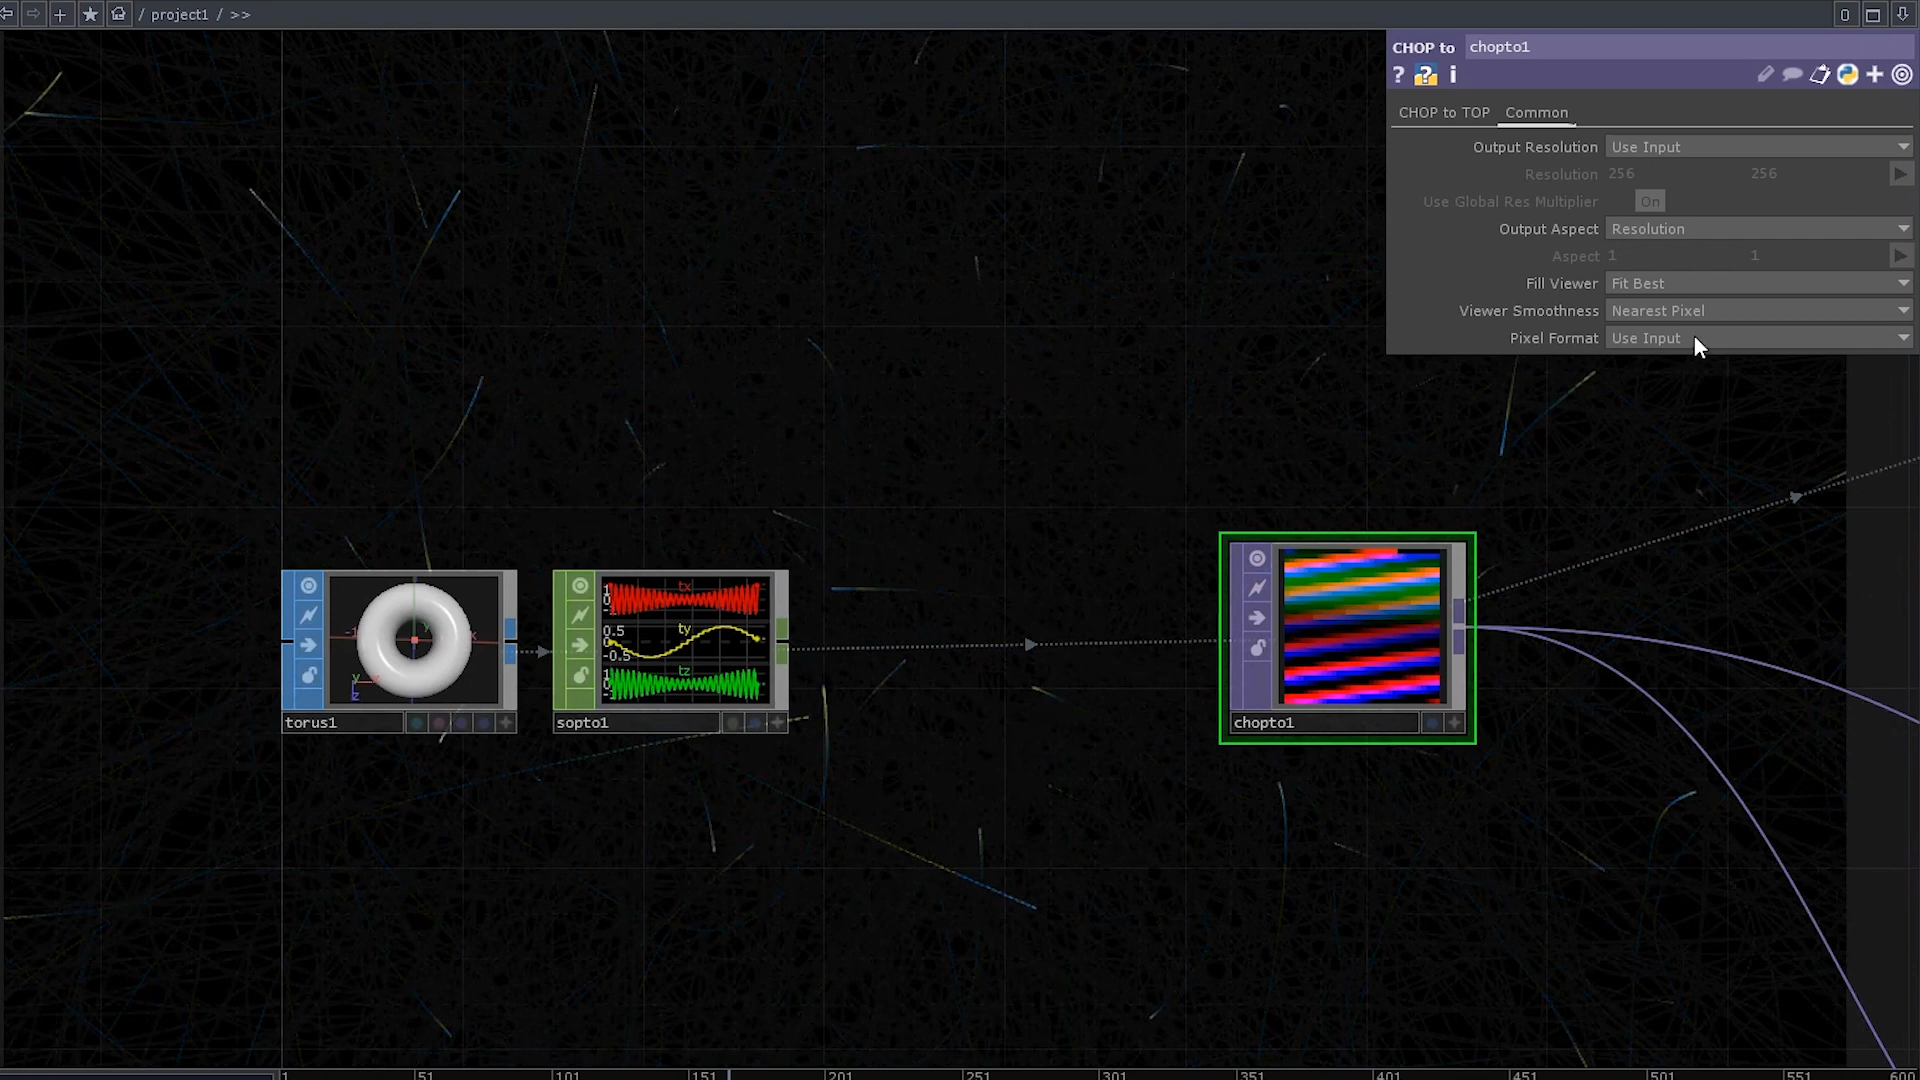 / project1 / >>
0
CHOP to chopto1
? ? i
CHOP to TOP Common
Output Resolution Use Input
Resolution 256 256
Use Global Res Multiplier On
Output Aspect Resolution
Aspect 1 1
Fill Viewer Fit Best
Viewer Smoothness Nearest Pixel
Pixel Format Use Input
tx
ty
0.5
0
-0.5
tz
torus1
sopto1
chopto1
1 51 101 151 201 251 301 351 401 451 501 551 600